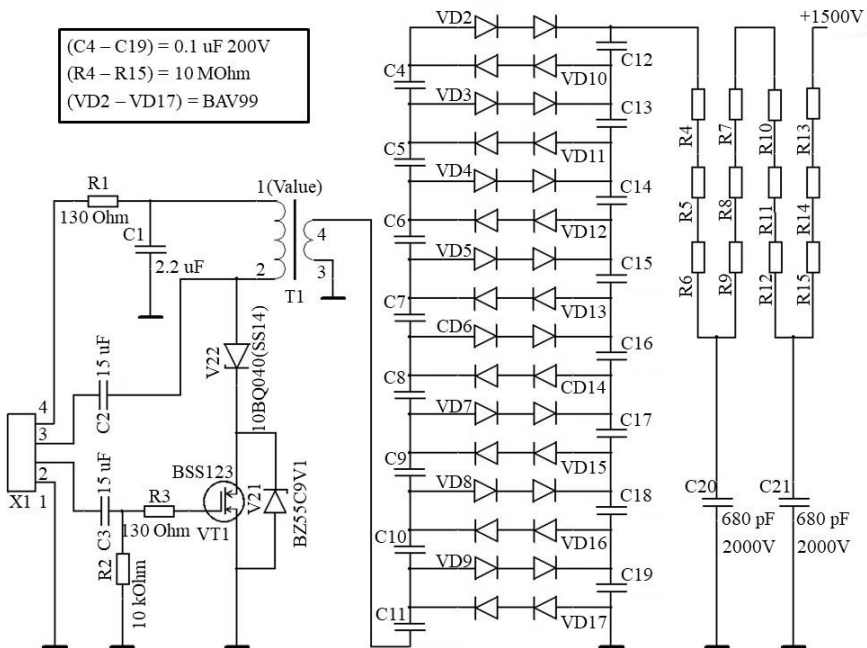 (C4 – C19) = 0.1 uF 200V
(R4 – R15) = 10 MOhm
(VD2 – VD17) = BAV99
VD2
C12
C4
VD10
VD3
C13
C5
VD11
VD4
C14
C6
VD12
VD5
C15
C7
VD13
CD6
C16
C8
CD14
VD7
C17
C9
VD15
VD8
C18
C10
VD16
VD9
C19
C11
VD17
+1500V
R4
R7
R10
R13
R5
R8
R11
R14
R6
R9
R12
R15
C20
680 pF
2000V
C21
680 pF
2000V
R1
130 Ohm
1(Value)
C1
2.2 uF
2
4
3
T1
V22
10BQ040(SS14)
15 uF
C2
4
3
2
1
X1
15 uF
C3
R3
130 Ohm
BSS123
VT1
V21
BZ55C9V1
R2
10 kOhm